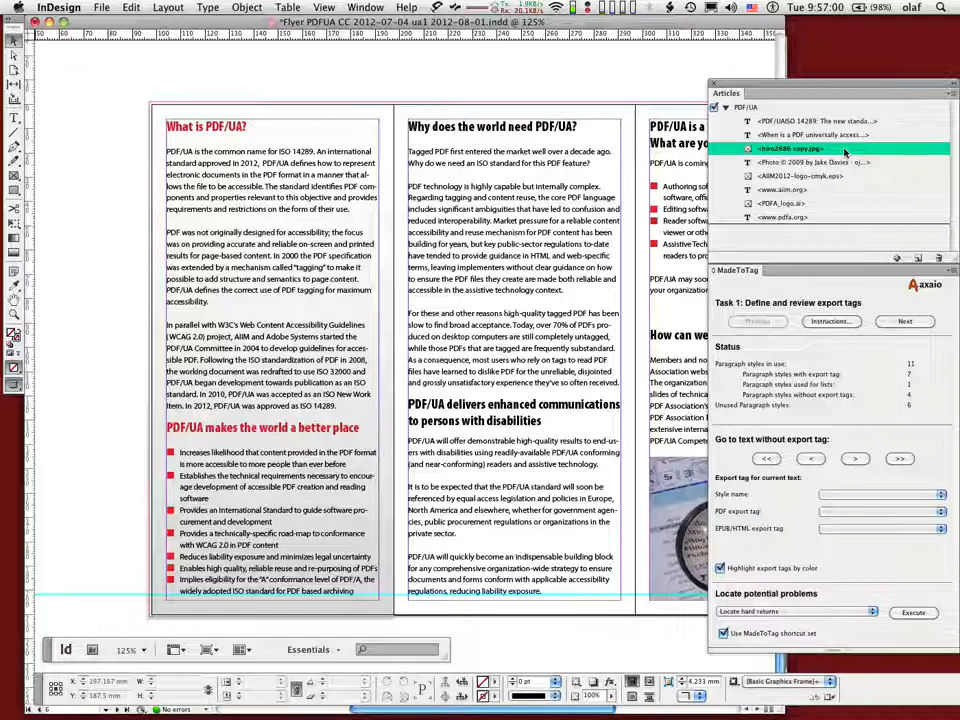 InDesign File Edit Layout Type Object Table View Window Help Tue 9:57:00 (98%) olaf
*Flyer PDFUA CC 2012-07-04 ua1 2012-08-01.indd @ 125%
What is PDF/UA?
PDF/UA is the common name for ISO 14289. An international
standard approved in 2012, PDF/UA defines how to represent
electronic documents in the PDF format in a manner that al-
lows the file to be accessible. The standard identifies PDF com-
ponents and properties relevant to this objective and provides
requirements and restrictions on the form of their use.
PDF was not originally designed for accessibility; the focus
was on providing accurate and reliable on-screen and printed
results for page-based content. In 2000 the PDF specification
was extended by a mechanism called "tagging" to make it
possible to add structure and semantics to page content.
PDF/UA defines the correct use of PDF tagging for maximum
accessibility.
In parallel with W3C's Web Content Accessibility Guidelines
(WCAG 2.0) project, AIIM and Adobe Systems started the
PDF/UA Committee 2004 to develop guidelines for acces-
sible PDF. Following the ISO standardization of PDF in 2008,
the working document was redrafted to use ISO 32000 and
PDF/UA began development towards publication as an ISO
standard. In 2010, PDF/UA was accepted as an ISO New Work
Item. In 2012, PDF/UA was approved as ISO 14289.
PDF/UA makes the world a better place
Increases likelihood that content provided in the PDF format
is more accessible to more people than ever before
Establishes the technical requirements necessary to encour-
age development of accessible PDF creation and reading
software
Provides an International Standard to guide software pro-
curement and development
Provides a technically-specific road-map to conformance
with WCAG 2.0 in PDF content
Reduces liability exposure and minimizes legal uncertainty
Enables high quality, reliable reuse and re-purposing of PDFs
Implies eligibility for the "A" conformance level of PDF/A, the
widely adopted ISO standard for PDF based archiving
Why does the world need PDF/UA?
Tagged PDF first entered the market well over a decade ago.
Why do we need an ISO standard for this PDF feature?
PDF technology is highly capable but internally complex.
Regarding tagging and content reuse, the core PDF language
includes significant ambiguities that have led to confusion and
reduced interoperability. Market pressure for a reliable content
accessibility and reuse mechanism for PDF content has been
building for years, but key public-sector regulations to-date
have tended to provide guidance in HTML and web-specific
terms, leaving implementers without clear guidance on how
to ensure the PDF files they create are made both reliable and
accessible in the assistive technology context.
For these and other reasons high-quality tagged PDF has been
slow to find broad acceptance. Today, over 70% of PDFs pro-
duced on desktop computers are still completely untagged,
while those PDFs that are tagged are frequently substandard.
As a consequence, most users who rely on tags to read PDF
files have learned to dislike PDF for the unreliable, disjointed
and grossly unsatisfactory experience they've so often received.
PDF/UA delivers enhanced communications
to persons with disabilities
PDF/UA will offer demonstrable high-quality results to end-us-
ers with disabilities using readily-available PDF/UA conforming
(and near-conforming) readers and assistive technology.
It is to be expected that the PDF/UA standard will soon be
referenced by equal access legislation and policies in Europe,
North America and elsewhere, whether for government agen-
cies, public procurement regulations or organizations in the
private sector.
PDF/UA will quickly become an indispensable building block
for any comprehensive organization-wide strategy to ensure
documents and forms conform with applicable accessibility
regulations, reducing liability exposure.
PDF/UA is a
What are yo
PDF/UA is comin
Authoring so
software, offi
Editing softw
Reader softw
Assistive Tech
readers to pe
PDF/UA may soo
your organizatio
How can we
Members and no
Association webs
The organization
slides of technica
PDF Association's
extensive interna
PDF/UA Compete
Articles
PDF/UA
<PDF/UAISO 14289: The new standa...>
<When is a PDF universally access...>
<hiro2686 copy.jpg>
<Photo © 2009 by Jake Davies · oj...>
<AIIM2012-logo-cmyk.eps>
<www.aiim.org>
<PDFA_logo.ai>
<www.pdfa.org>
MadeToTag
axaio
Task 1: Define and review export tags
Previous Instructions... Next
Status
Paragraph styles in use: 11
Paragraph styles with export tag: 7
Paragraph styles used for lists: 1
Paragraph styles without export tags: 4
Unused Paragraph styles: 6
Go to text without export tag:
<< < > >>
Export tag for current text:
Style name:
PDF export tag:
EPUB/HTML export tag
Highlight export tags by color
Locate potential problems
Locate hard returns Execute
Use MadeToTag shortcut set
Id Br 125% Essentials
X: 197.167 mm W: 0 pt 4.233 mm [Basic Graphics Frame]+
Y: 187.5 mm H: 100%
6 No errors